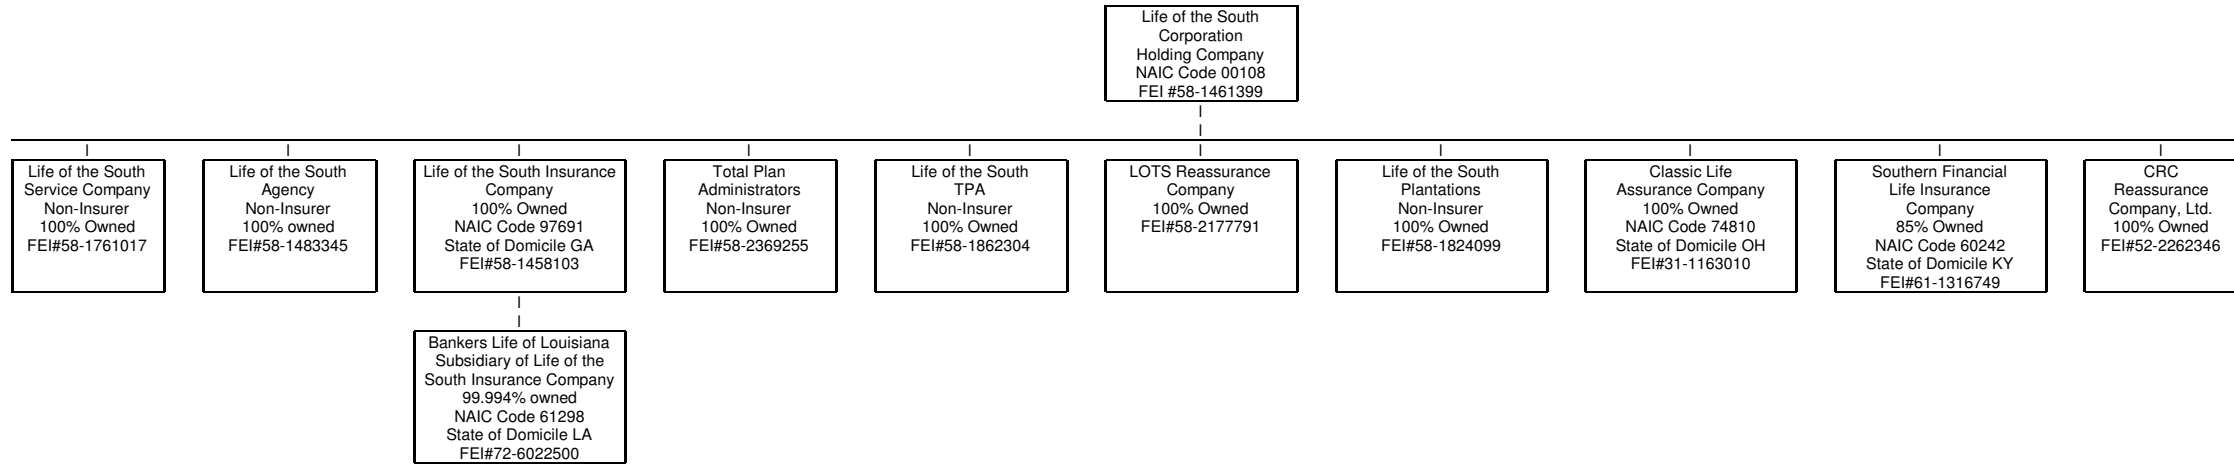 Life of the South
Corporation
Holding Company
NAIC Code 00108
FEI #58-1461399
Life of the South
Service Company
Non-Insurer
100% Owned
FEI#58-1761017
Life of the South
Agency
Non-Insurer
100% owned
FEI#58-1483345
Life of the South Insurance
Company
100% Owned
NAIC Code 97691
State of Domicile GA
FEI#58-1458103
Total Plan
Administrators
Non-Insurer
100% Owned
FEI#58-2369255
Life of the South
TPA
Non-Insurer
100% Owned
FEI#58-1862304
LOTS Reassurance
Company
100% Owned
FEI#58-2177791
Life of the South
Plantations
Non-Insurer
100% Owned
FEI#58-1824099
Classic Life
Assurance Company
100% Owned
NAIC Code 74810
State of Domicile OH
FEI#31-1163010
Southern Financial
Life Insurance
Company
85% Owned
NAIC Code 60242
State of Domicile KY
FEI#61-1316749
CRC
Reassurance
Company, Ltd.
100% Owned
FEI#52-2262346
Bankers Life of Louisiana
Subsidiary of Life of the
South Insurance Company
99.994% owned
NAIC Code 61298
State of Domicile LA
FEI#72-6022500